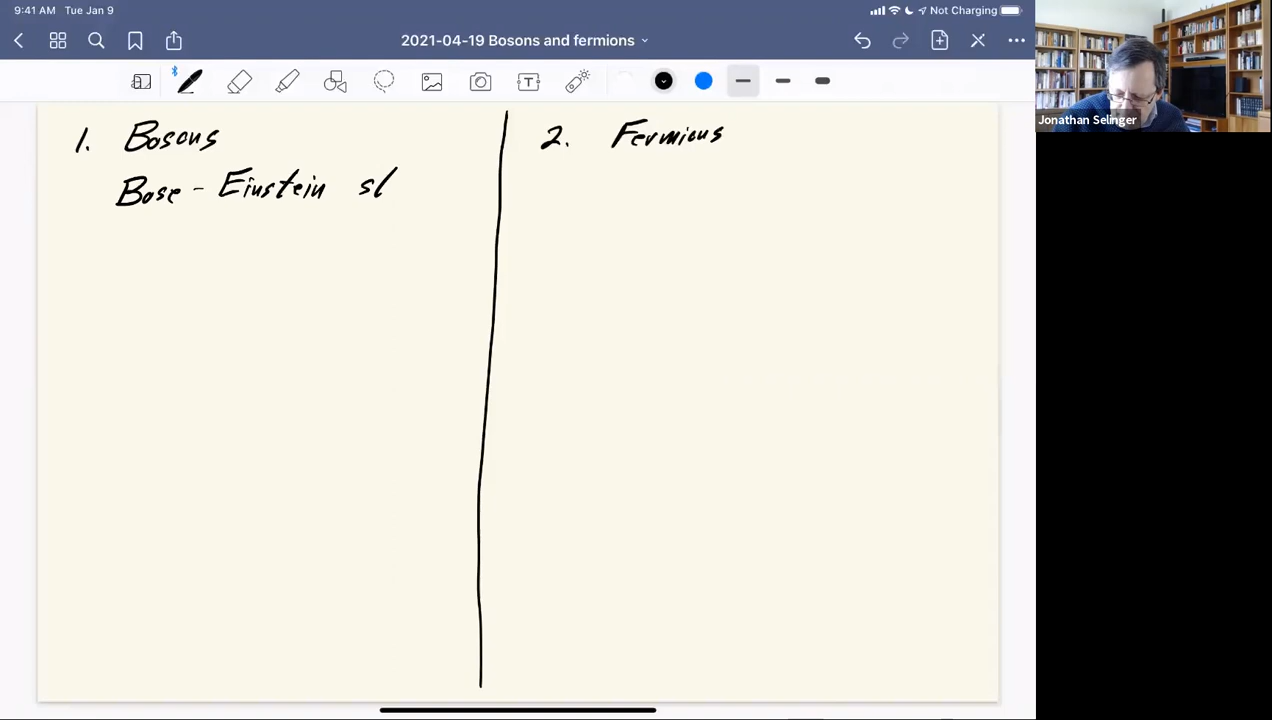 9:41 AM Tue Jan 9
Not Charging
2021-04-19 Bosons and fermions
Jonathan Selinger
1. Bosons
Bose - Einstein st
2. Fermions